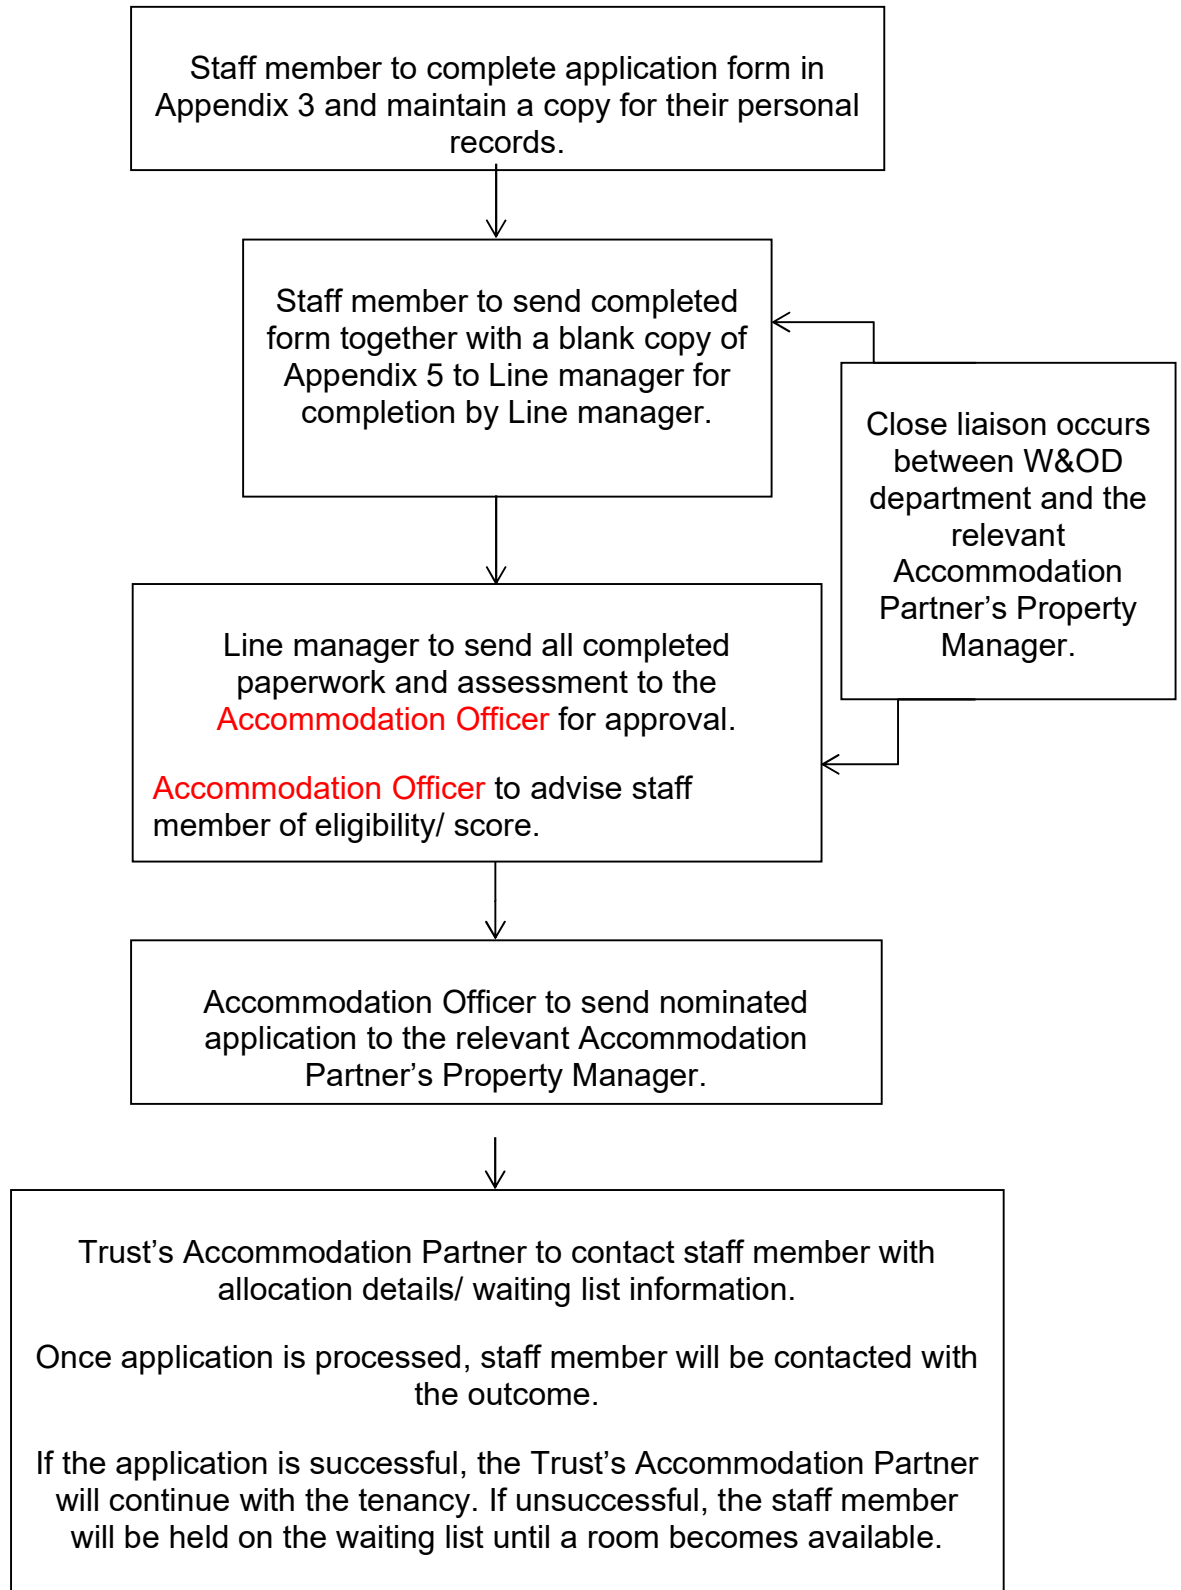 Staff member to complete application form in
Appendix 3 and maintain a copy for their personal
records.
Staff member to send completed
form together with a blank copy of
Appendix 5 to Line manager for
completion by Line manager.
Close liaison occurs
between W&OD
department and the
relevant
Accommodation
Partner’s Property
Manager.
Line manager to send all completed
paperwork and assessment to the
Accommodation Officer for approval.
Accommodation Officer to advise staff
member of eligibility/ score.
Accommodation Officer to send nominated
application to the relevant Accommodation
Partner’s Property Manager.
Trust’s Accommodation Partner to contact staff member with
allocation details/ waiting list information.
Once application is processed, staff member will be contacted with
the outcome.
If the application is successful, the Trust’s Accommodation Partner
will continue with the tenancy. If unsuccessful, the staff member
will be held on the waiting list until a room becomes available.